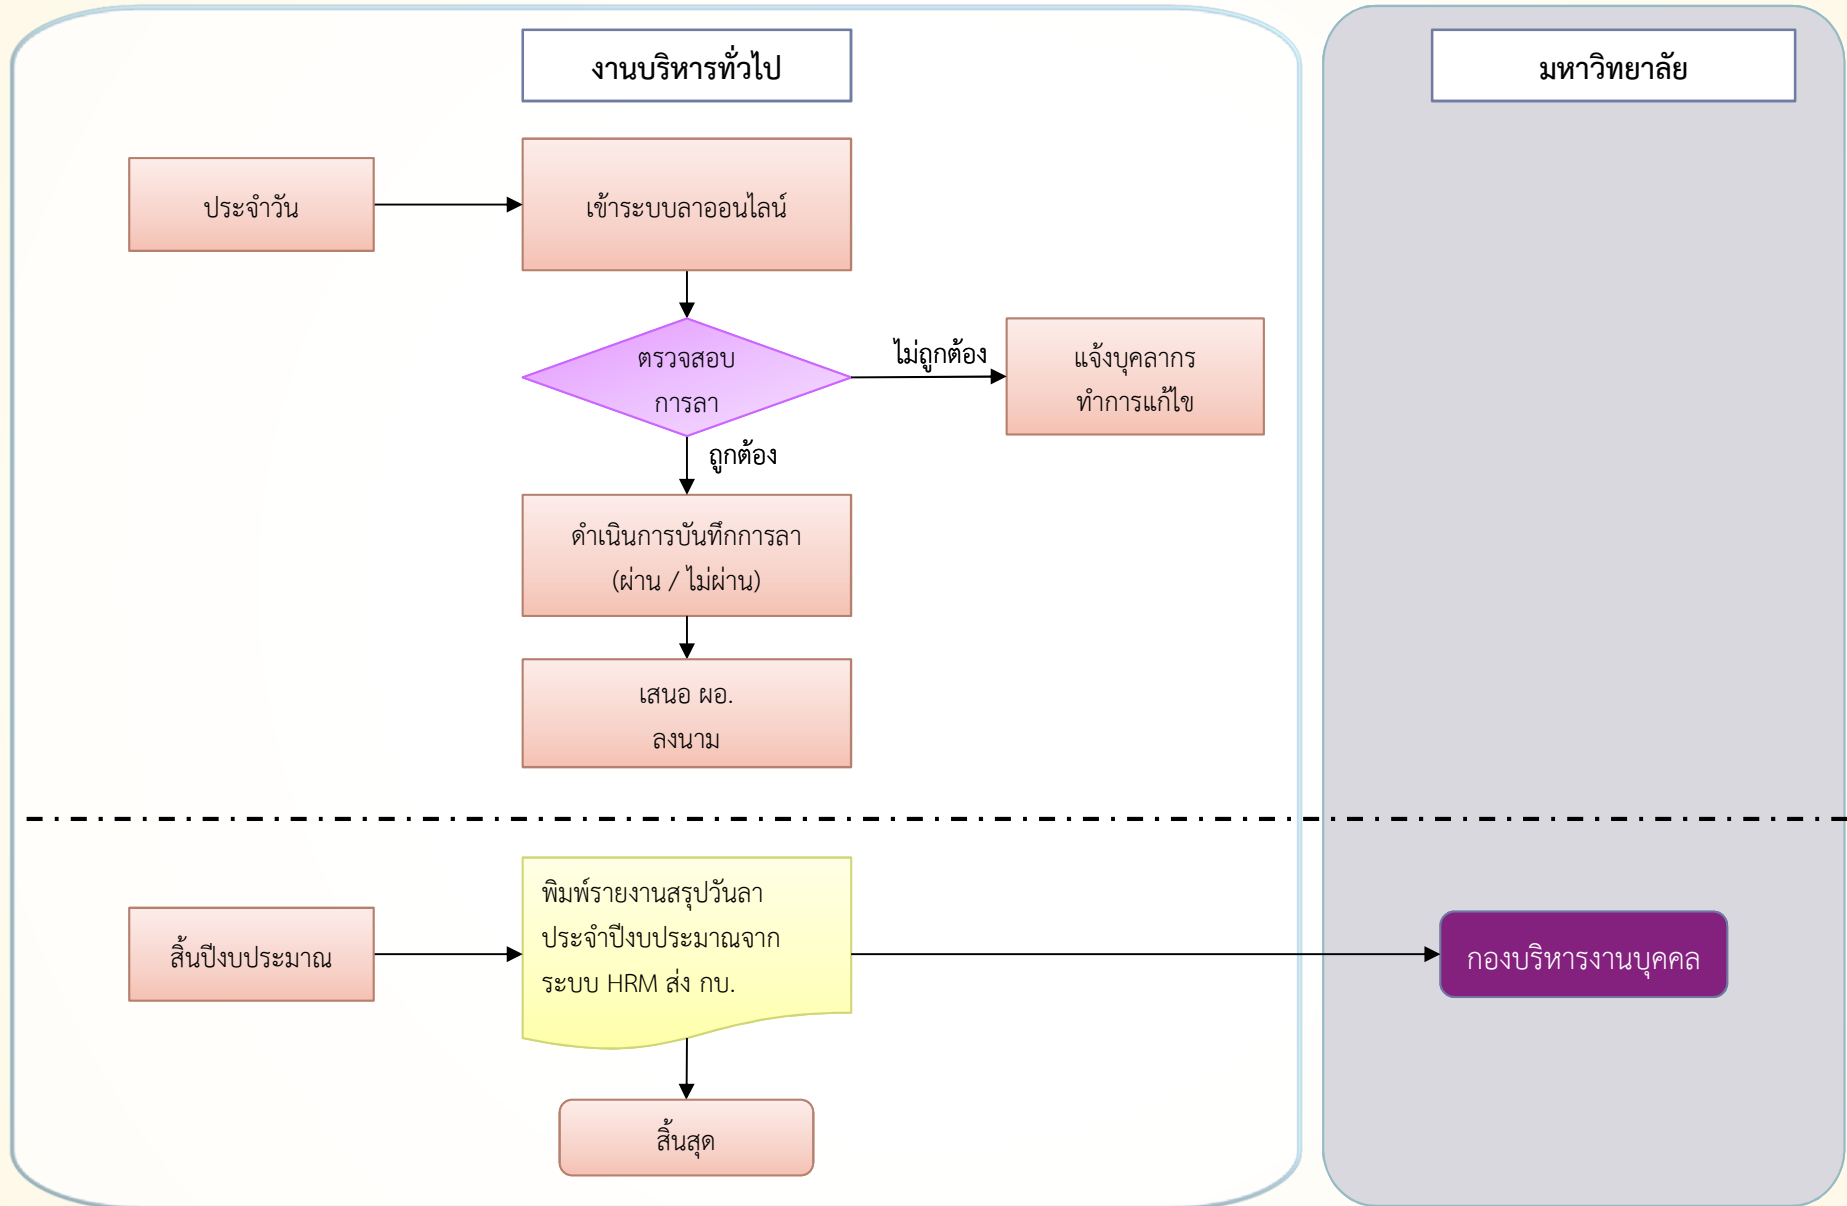 งานบริหารทั่วไป
มหาวิทยาลัย
ประจำวัน
เข้าระบบลาออนไลน์
ตรวจสอบ
การลา
ไม่ถูกต้อง
แจ้งบุคลากร
ทำการแก้ไข
ถูกต้อง
ดำเนินการบันทึกการลา
(ผ่าน / ไม่ผ่าน)
เสนอ ผอ.
ลงนาม
สิ้นปีงบประมาณ
พิมพ์รายงานสรุปวันลา
ประจำปีงบประมาณจาก
ระบบ HRM ส่ง กบ.
กองบริหารงานบุคคล
สิ้นสุด